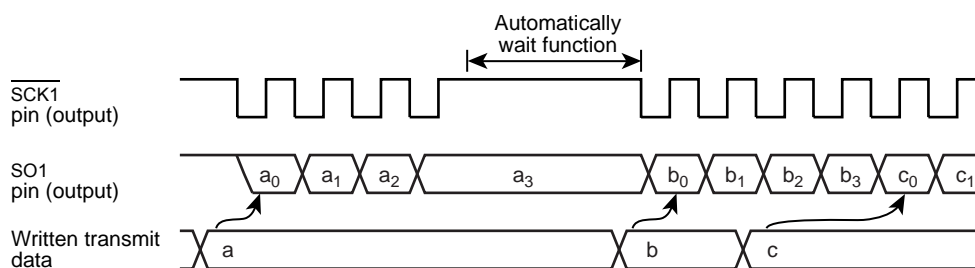 Automatically
wait function
SCK1
pin (output)
SO1
pin (output)
a0 a1 a2 a3 b0 b1 b2 b3 c0 c1
Written transmit
data
a b c